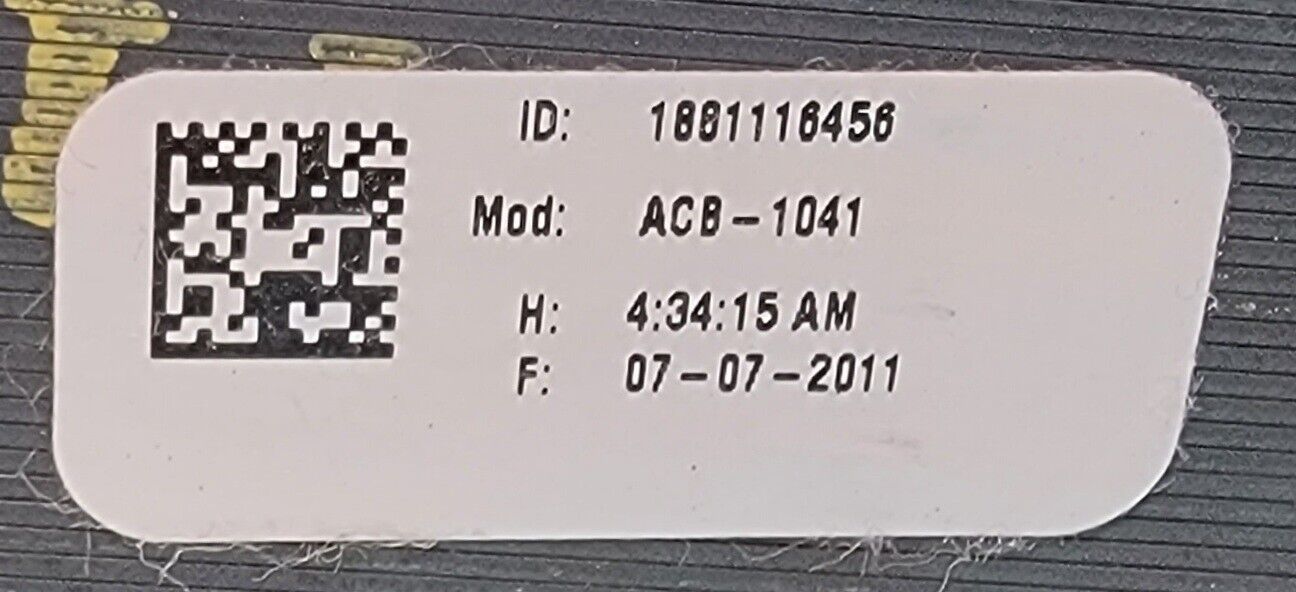 ID: 1881116456
Mod: ACB-1041
H: 4:34:15 AM
F: 07-07-2011